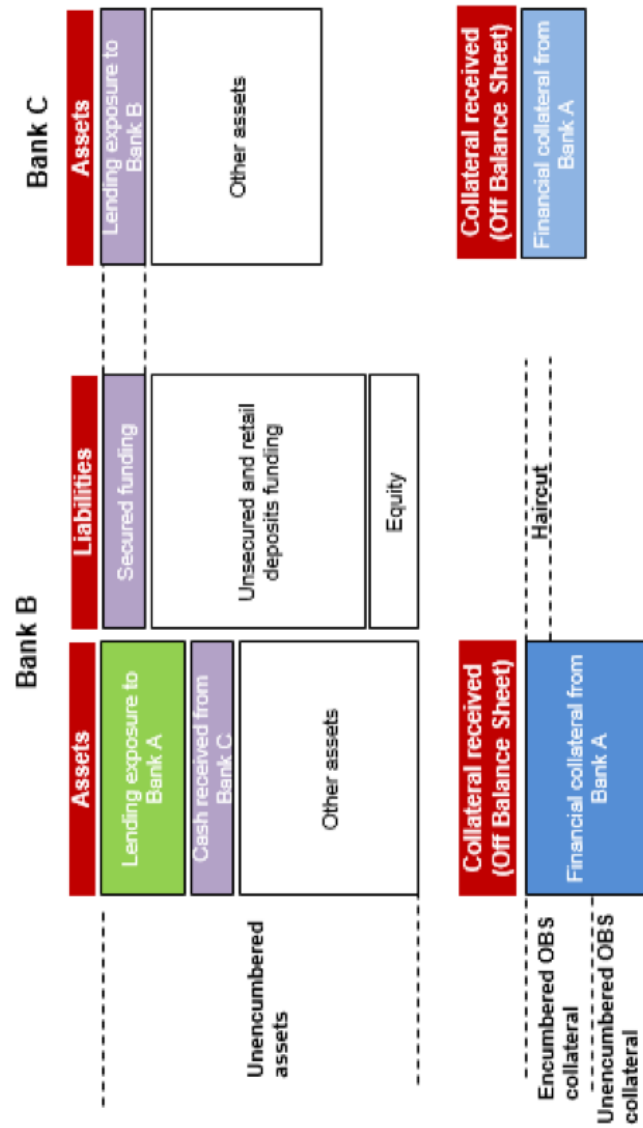 Bank B
Bank C
Assets
Liabilities
Assets
Lending exposure to
Bank A
Cash received from
Bank C
Other assets
Secured funding
Unsecured and retail
deposits funding
Equity
Lending exposure to
Bank B
Other assets
Unencumbered
assets
Collateral received
(Off Balance Sheet)
Financial collateral from
Bank A
Haircut
Collateral received
(Off Balance Sheet)
Financial collateral from
Bank A
Encumbered OBS
collateral
Unencumbered OBS
collateral